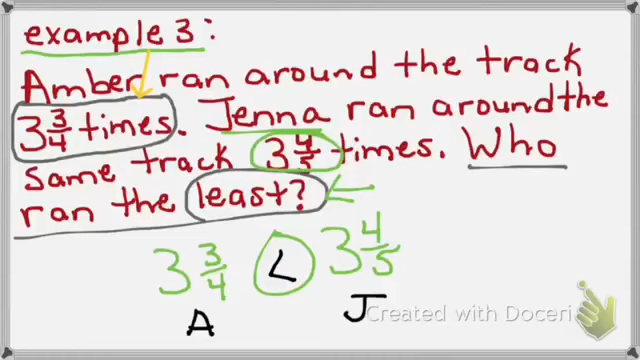 example 3:
Amber ran around the track
3 3/4 times. Jenna ran around the
same track 3 4/5 times. Who
ran the least?
3 3/4 < 3 4/5
A J
Created with Doceri